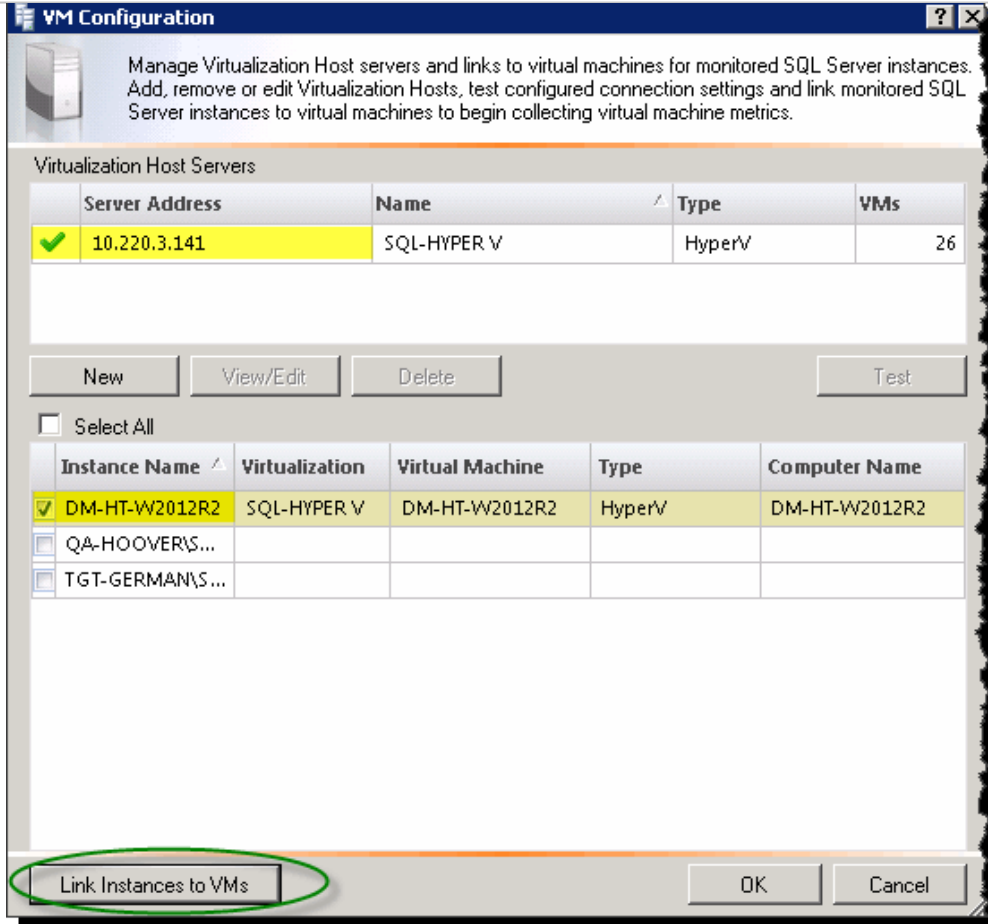 VM Configuration
Manage Virtualization Host servers and links to virtual machines for monitored SQL Server instances.
Add, remove or edit Virtualization Hosts, test configured connection settings and link monitored SQL
Server instances to virtual machines to begin collecting virtual machine metrics.
Virtualization Host Servers
Server Address Name Type VMs
10.220.3.141 SQL-HYPER V HyperV 26
New View/Edit Delete Test
Select All
Instance Name Virtualization Virtual Machine Type Computer Name
DM-HT-W2012R2 SQL-HYPER V DM-HT-W2012R2 HyperV DM-HT-W2012R2
QA-HOOVER\S...
TGT-GERMAN\S...
Link Instances to VMs OK Cancel